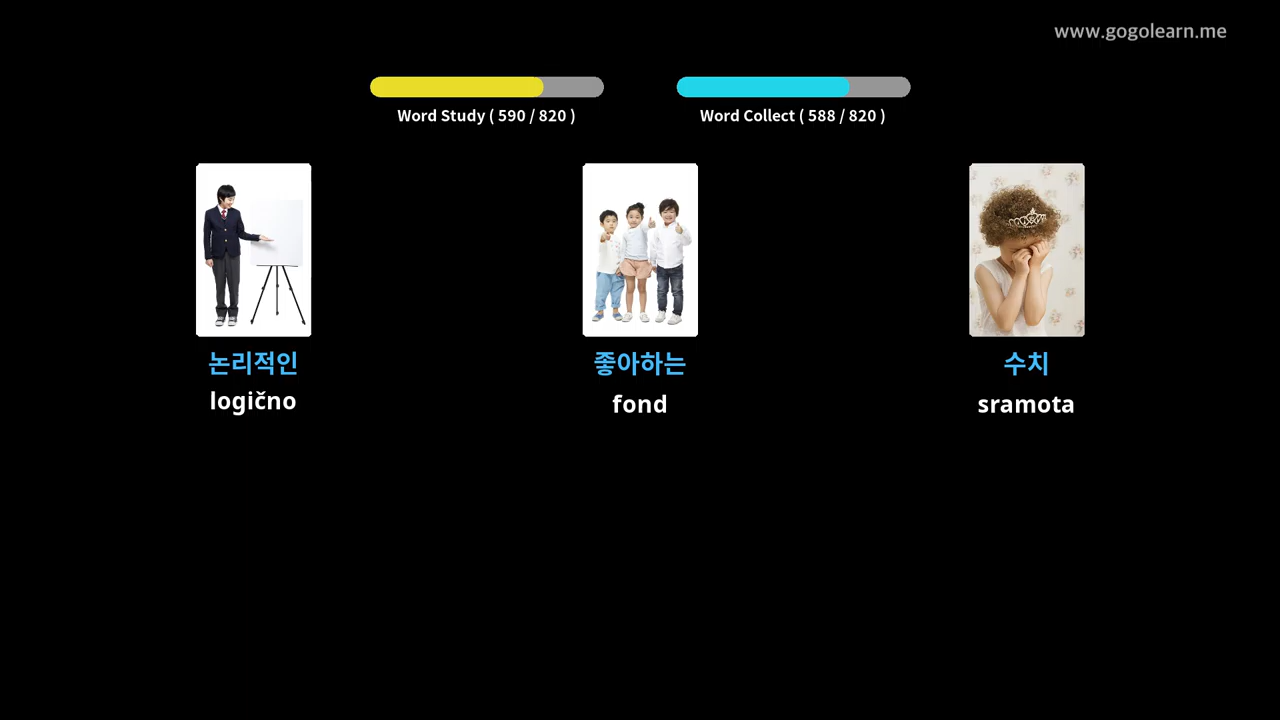 www.gogolearn.me
Word Study ( 590 / 820 )
Word Collect ( 588 / 820 )
논리적인
좋아하는
수치
logično
fond
sramota